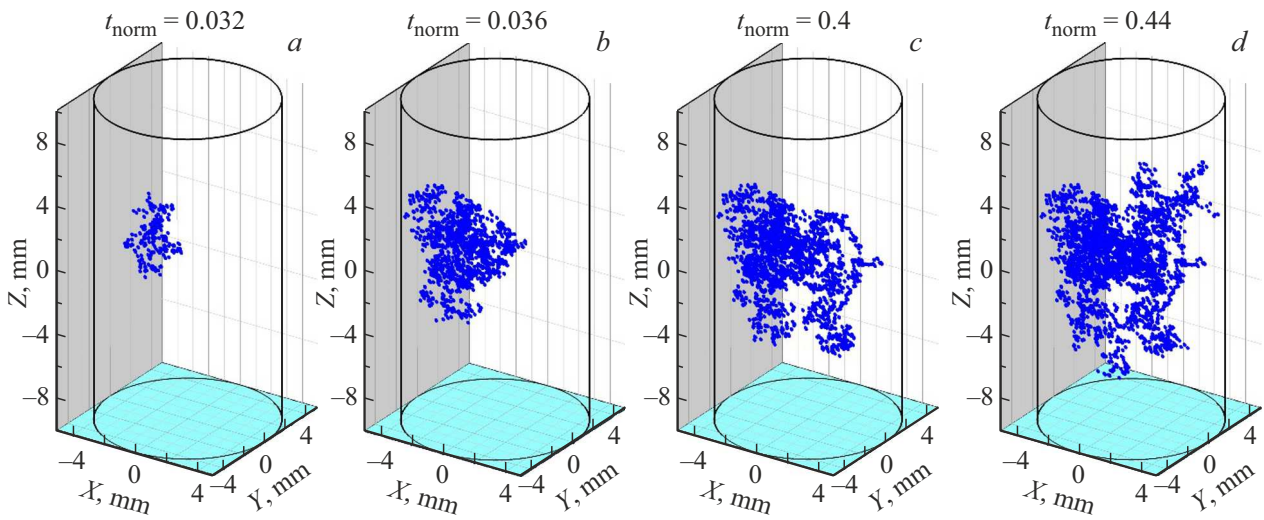 t_norm = 0.032
a
t_norm = 0.036
b
t_norm = 0.4
c
t_norm = 0.44
d
Z, mm
8
4
0
–4
–8
–4
0
4
X, mm
–4
0
4
Y, mm
Z, mm
8
4
0
–4
–8
–4
0
4
X, mm
–4
0
4
Y, mm
Z, mm
8
4
0
–4
–8
–4
0
4
X, mm
–4
0
4
Y, mm
Z, mm
8
4
0
–4
–8
–4
0
4
X, mm
–4
0
4
Y, mm